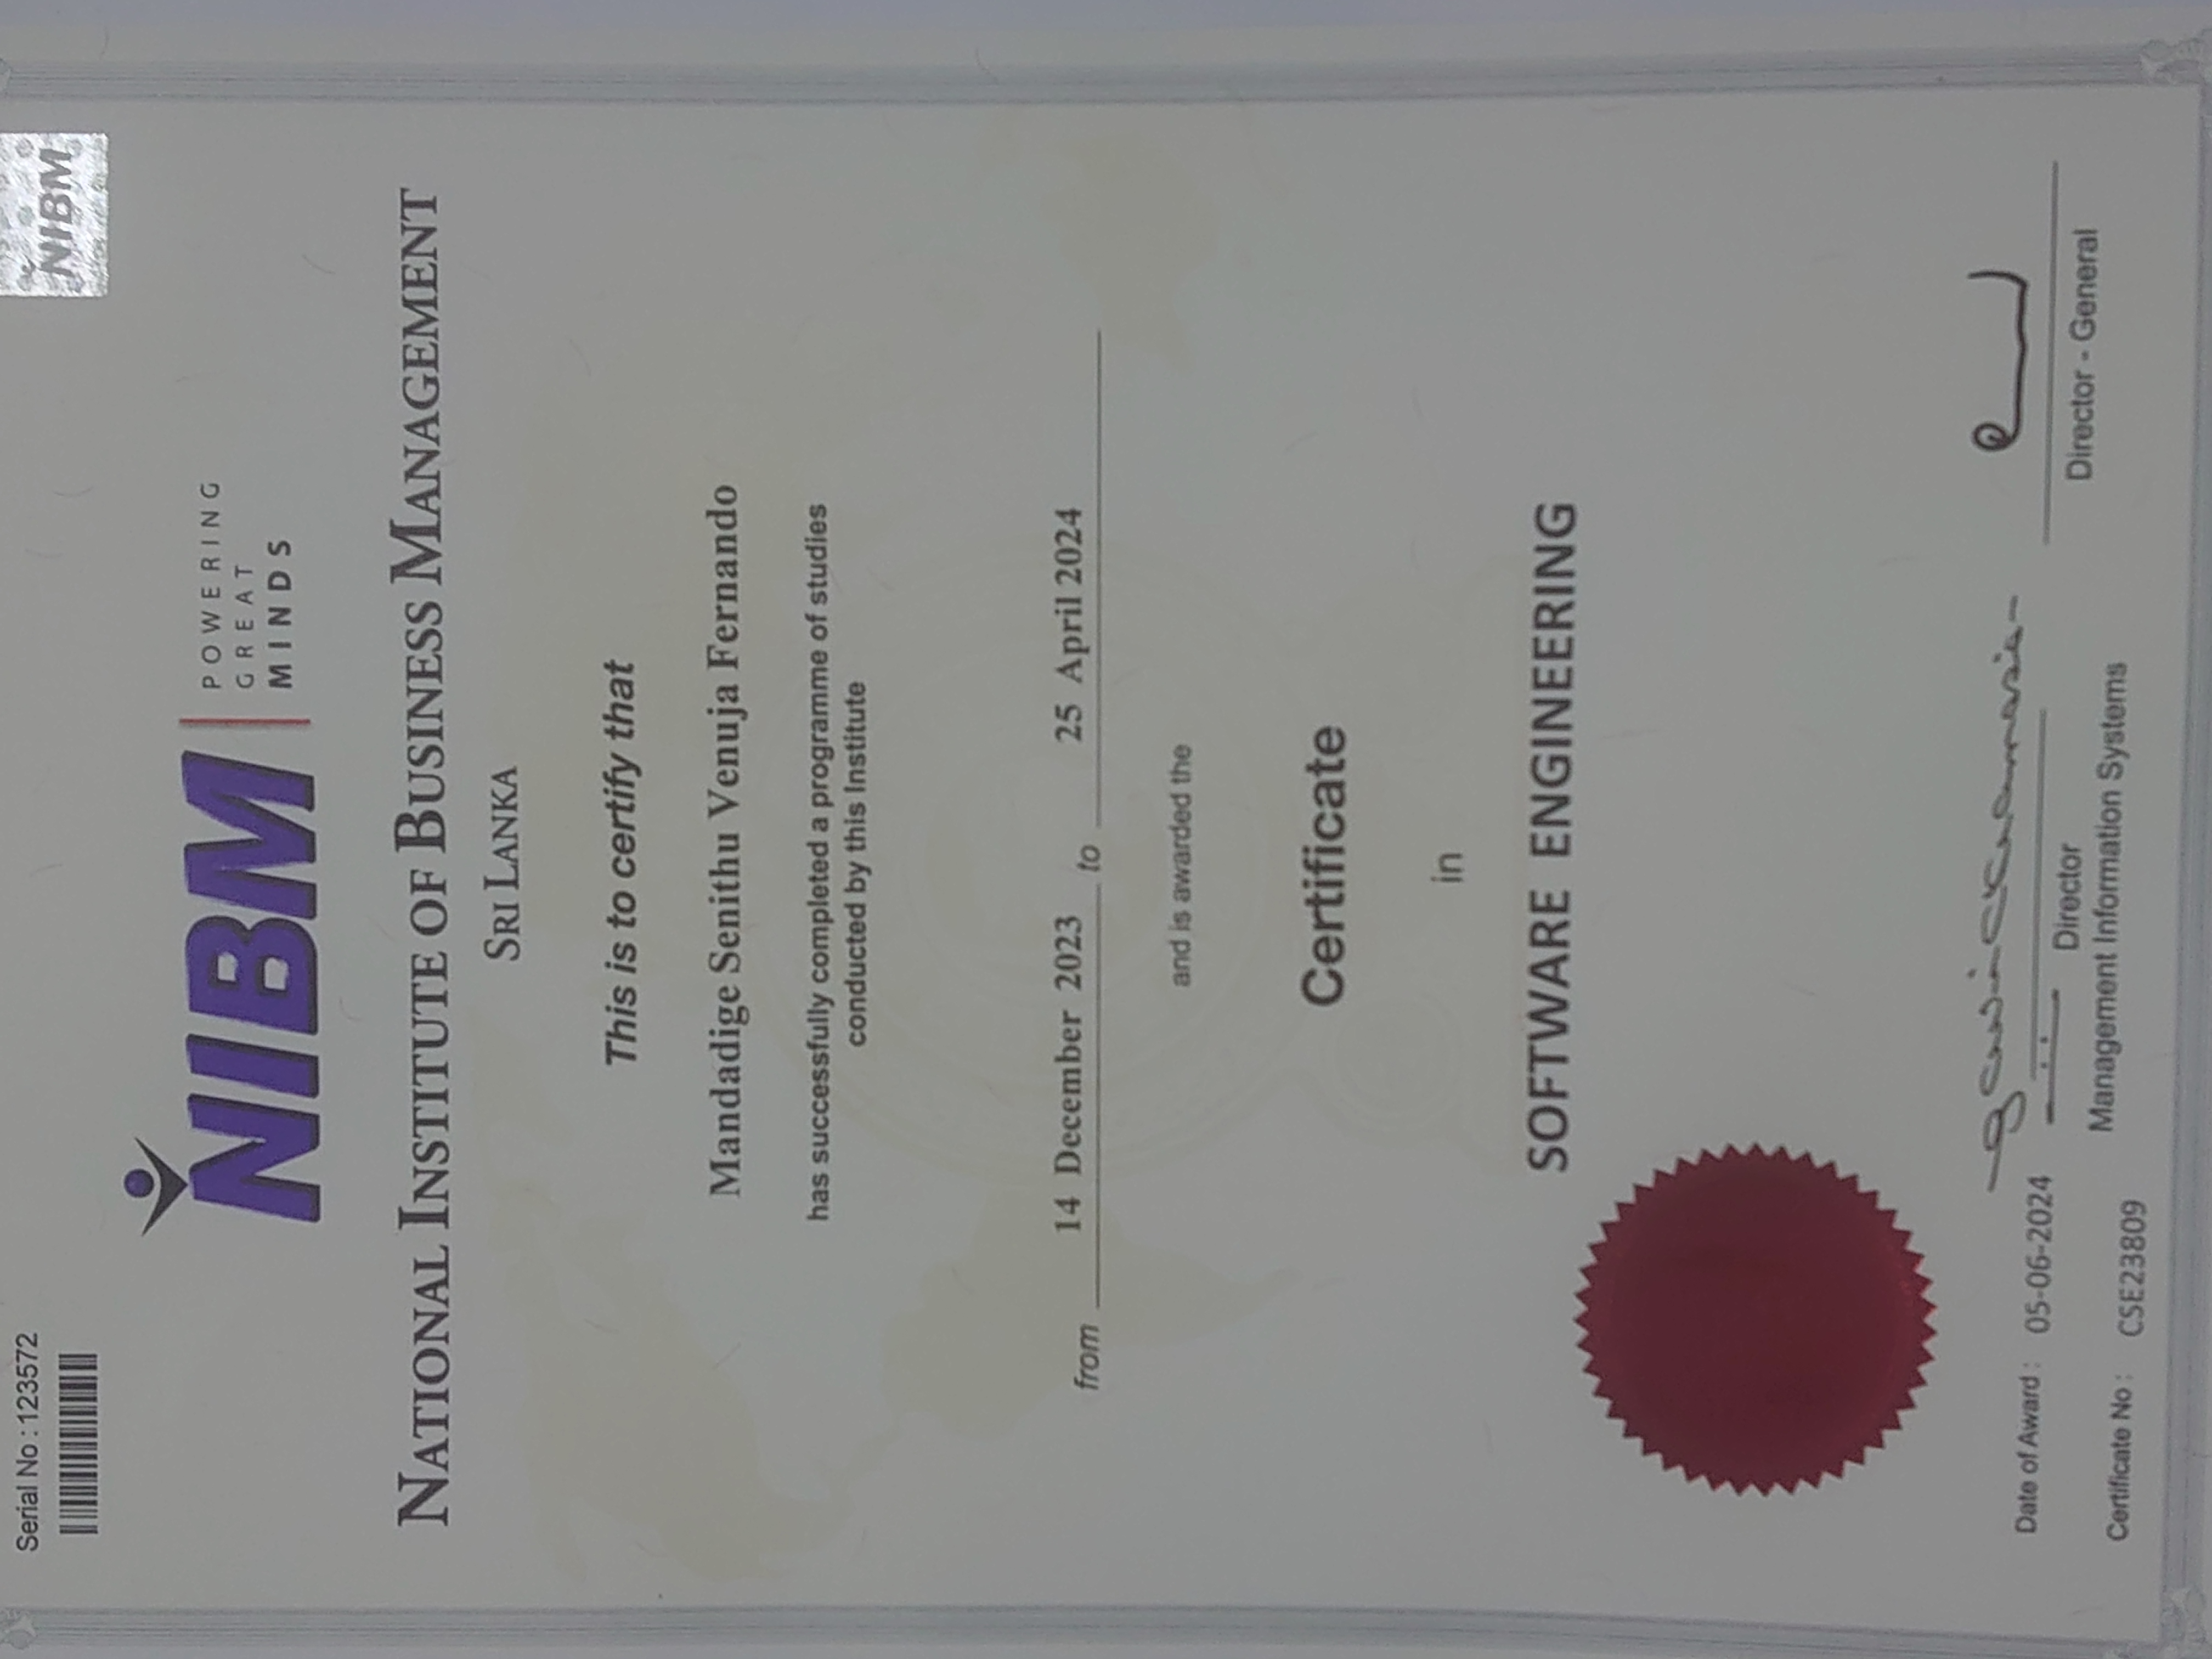 Serial No : 123572
NIBM
NIBM
POWERING
GREAT
MINDS
NATIONAL INSTITUTE OF BUSINESS MANAGEMENT
SRI LANKA
This is to certify that
Mandadige Senithu Venuja Fernando
has successfully completed a programme of studies
conducted by this Institute
from 14 December 2023 to 25 April 2024
and is awarded the
Certificate
in
SOFTWARE ENGINEERING
Date of Award : 05-06-2024
Director
Management Information Systems
Director - General
Certificate No : CSE23809